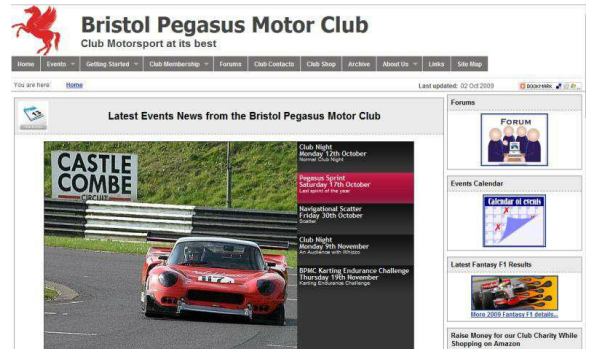 Bristol Pegasus Motor Club
Club Motorsport at its best
Home Events Getting Started Club Membership Forums Club Contacts Club Shop Archive About Us Links Site Map
You are here: Home Last updated: 02 Oct 2009 BOOKMARK
Latest Events News from the Bristol Pegasus Motor Club
CASTLE
COMBE
CIRCUIT
Club Night
Monday 12th October
Normal Club Night
Pegasus Sprint
Saturday 17th October
Last sprint of the year
Navigational Scatter
Friday 30th October
Scatter
Club Night
Monday 9th November
An Audience with Whizzo
BPMC Karting Endurance Challenge
Thursday 19th November
Karting Endurance Challenge
Forums
FORUM
Events Calendar
Calendar of events
Latest Fantasy F1 Results
More 2009 Fantasy F1 details...
Raise Money for our Club Charity While
Shopping on Amazon